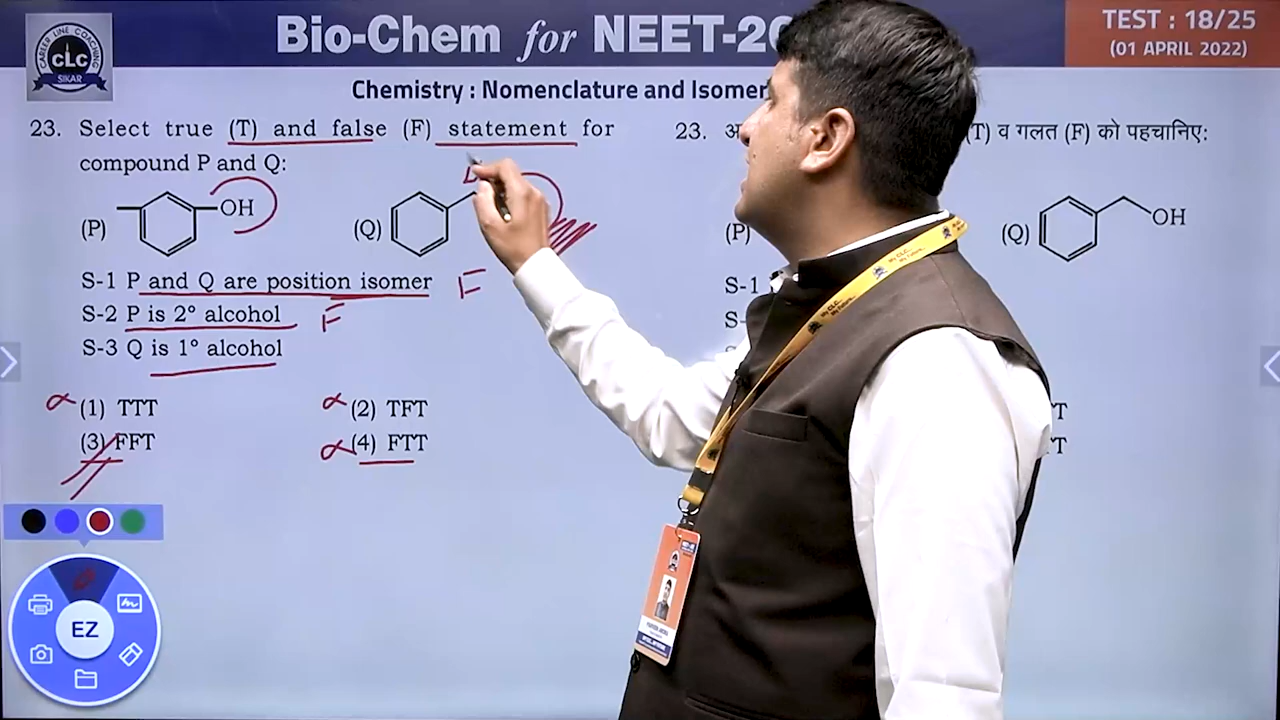 Bio-Chem for NEET-20
TEST : 18/25
(01 APRIL 2022)
CAREER LINE COACHING
CLC
SIKAR
Chemistry : Nomenclature and Isomer
23. Select true (T) and false (F) statement for
compound P and Q:
(P)
OH
(Q)
S-1 P and Q are position isomer F
S-2 P is 2° alcohol F
S-3 Q is 1° alcohol
(1) TTT
(2) TFT
(3) FFT
(4) FTT
23.
(T) व गलत (F) को पहचानिए:
(P)
(Q)
OH
S-1
S-
T
T
EZ